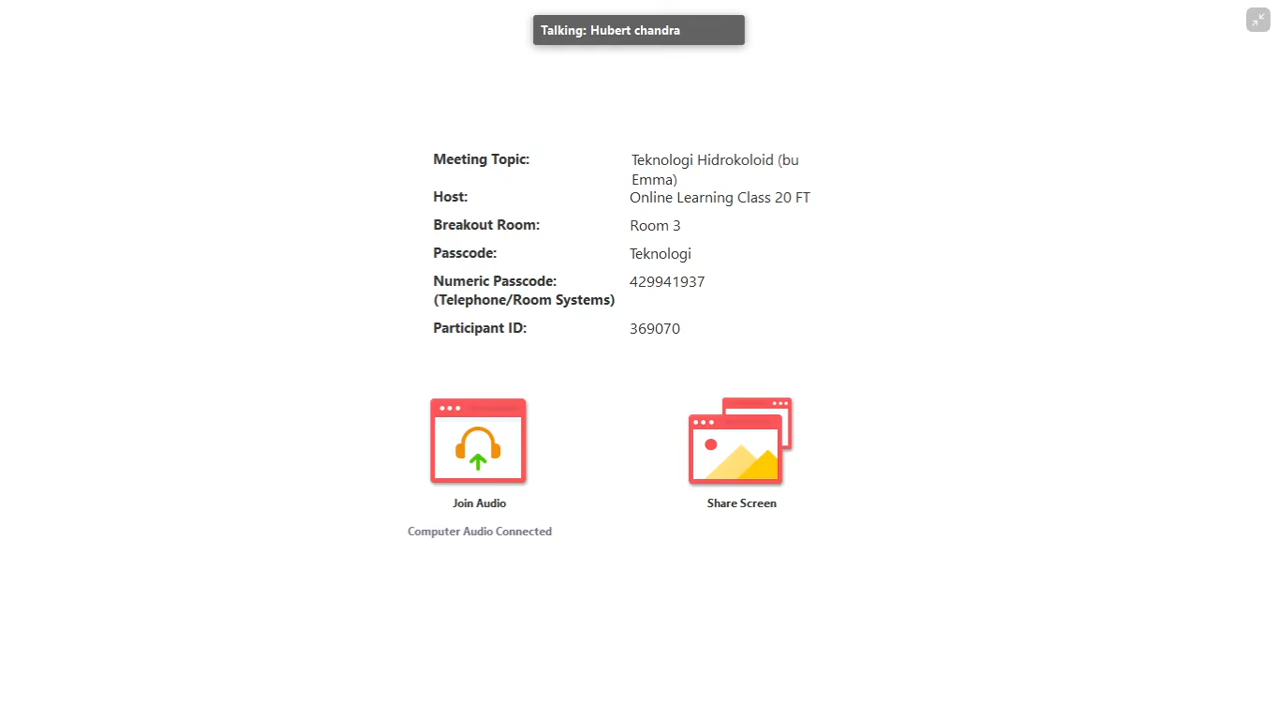 Talking: Hubert chandra
Meeting Topic: Teknologi Hidrokoloid (bu
Emma)
Host: Online Learning Class 20 FT
Breakout Room: Room 3
Passcode: Teknologi
Numeric Passcode: 429941937
(Telephone/Room Systems)
Participant ID: 369070
Join Audio
Share Screen
Computer Audio Connected